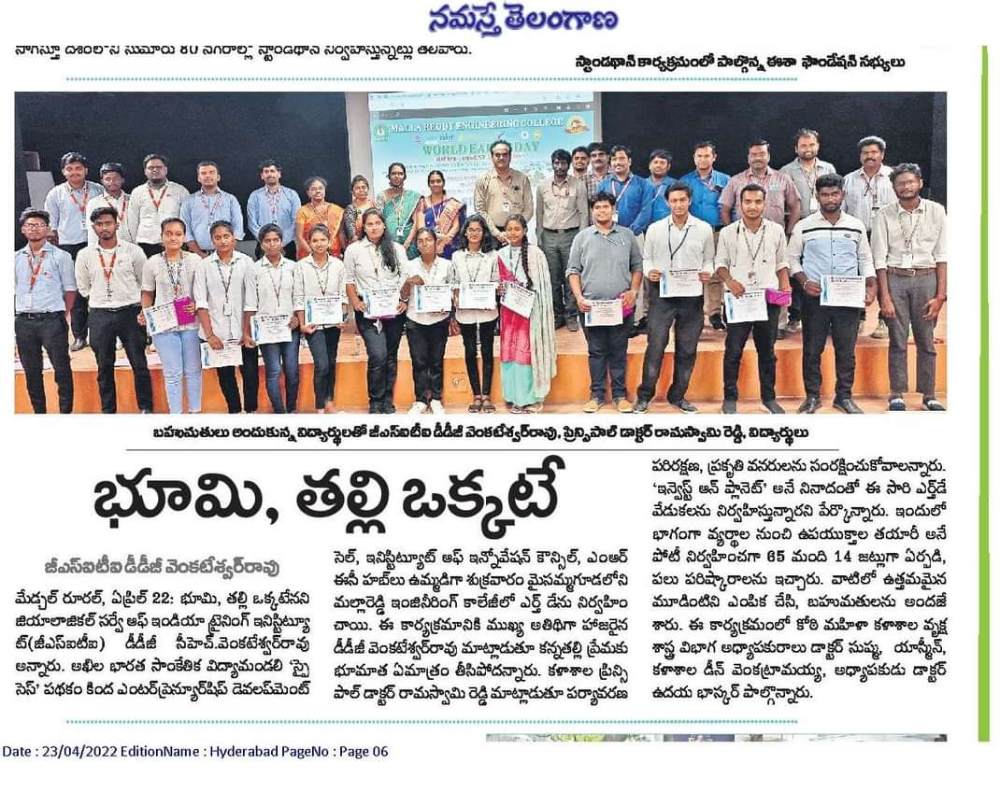 నమస్తే తెలంగాణ
నాగస్తూ దేశంలోని సుమారు 80 నగరాల్లో స్టాండథాన్ నిర్వహిస్తున్నట్లు తెలిపారు.
స్టాండథాన్ కార్యక్రమంలో పాల్గొన్న ఈశా ఫౌండేషన్ సభ్యులు
MALLA REDDY ENGINEERING COLLEGE
WORLD EARTH DAY
బహుమతులు అందుకున్న విద్యార్థులతో జీఎస్ఐటీఐ డీడీజీ వెంకటేశ్వర్‌రావు, ప్రిన్సిపాల్ డాక్టర్ రామస్వామి రెడ్డి, విద్యార్థులు
భూమి, తల్లి ఒక్కటే
జీఎస్ఐటీఐ డీడీజీ వెంకటేశ్వర్‌రావు
మేడ్చల్ రూరల్, ఏప్రిల్ 22: భూమి, తల్లి ఒక్కటేనని
జియాలాజికల్ సర్వే ఆఫ్ ఇండియా ట్రైనింగ్ ఇనిస్టిట్యూ
ట్(జీఎస్ఐటీఐ) డీడీజీ సీహెచ్.వెంకటేశ్వర్‌రావు
అన్నారు. అఖిల భారత సాంకేతిక విద్యామండలి ‘స్పై
సెస్’ పథకం కింద ఎంటర్‌ప్రెన్యూర్‌షిప్ డెవలప్‌మెంట్
సెల్, ఇనిస్టిట్యూట్ ఆఫ్ ఇన్నోవేషన్ కౌన్సిల్, ఎంఆర్
ఈసీ హబ్‌లు ఉమ్మడిగా శుక్రవారం మైసమ్మగూడలోని
మల్లారెడ్డి ఇంజినీరింగ్ కాలేజీలో ఎర్త్ డేను నిర్వహిం
చాయి. ఈ కార్యక్రమానికి ముఖ్య అతిథిగా హాజరైన
డీడీజీ వెంకటేశ్వర్‌రావు మాట్లాడుతూ కన్నతల్లి ప్రేమకు
భూమాత ఏమాత్రం తీసిపోదన్నారు. కళాశాల ప్రిన్సి
పాల్ డాక్టర్ రామస్వామి రెడ్డి మాట్లాడుతూ పర్యావరణ
పరిరక్షణ, ప్రకృతి వనరులను సంరక్షించుకోవాలన్నారు.
‘ఇన్వెస్ట్ ఆన్ ప్లానెట్’ అనే నినాదంతో ఈ సారి ఎర్త్‌డే
వేడుకలను నిర్వహిస్తున్నారని పేర్కొన్నారు. ఇందులో
భాగంగా వ్యర్థాల నుంచి ఉపయుక్తాల తయారీ అనే
పోటీ నిర్వహించగా 65 మంది 14 జట్లుగా ఏర్పడి,
పలు పరిష్కారాలను ఇచ్చారు. వాటిలో ఉత్తమమైన
మూడింటిని ఎంపిక చేసి, బహుమతులను అందజే
శారు. ఈ కార్యక్రమంలో కోఠి మహిళా కళాశాల వృక్ష
శాస్త్ర విభాగ అధ్యాపకురాలు డాక్టర్ సుష్మ, యాస్మీన్,
కళాశాల డీన్ వెంకట్రామయ్య, అధ్యాపకుడు డాక్టర్
ఉదయ భాస్కర్ పాల్గొన్నారు.
Date : 23/04/2022 EditionName : Hyderabad PageNo : Page 06